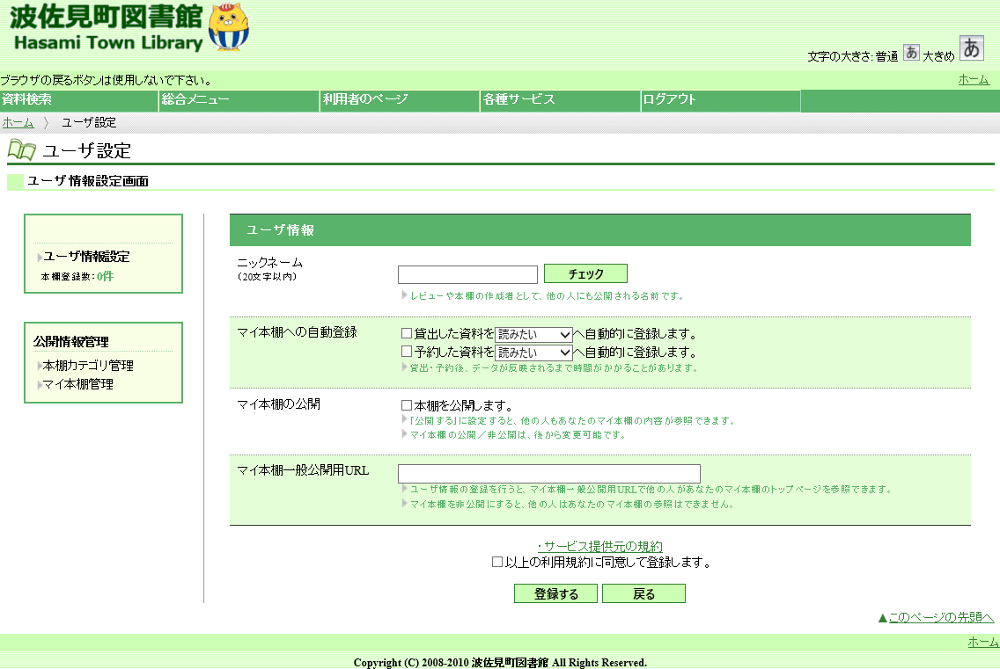 波佐見町図書館
Hasami Town Library
文字の大きさ: 普通 あ 大きめ あ
ブラウザの戻るボタンは使用しないで下さい。 ホーム
資料検索 総合メニュー 利用者のページ 各種サービス ログアウト
ホーム 〉 ユーザ設定
ユーザ設定
ユーザ情報設定画面
ユーザ情報設定
本棚登録数：0件
公開情報管理
本棚カテゴリ管理
マイ本棚管理
ユーザ情報
ニックネーム
（20文字以内）
チェック
レビューや本棚の作成者として、他の人にも公開される名前です。
マイ本棚への自動登録
貸出した資料を 読みたい へ自動的に登録します。
予約した資料を 読みたい へ自動的に登録します。
貸出・予約後、データが反映されるまで時間がかかることがあります。
マイ本棚の公開
本棚を公開します。
「公開する」に設定すると、他の人もあなたのマイ本棚の内容が参照できます。
マイ本棚の公開／非公開は、後から変更可能です。
マイ本棚一般公開用URL
ユーザ情報の登録を行うと、マイ本棚一般公開用URLで他の人があなたのマイ本棚のトップページを参照できます。
マイ本棚を非公開にすると、他の人はあなたのマイ本棚の参照はできません。
・サービス提供元の規約
以上の利用規約に同意して登録します。
登録する 戻る
▲このページの先頭へ
ホーム
Copyright (C) 2008-2010 波佐見町図書館 All Rights Reserved.